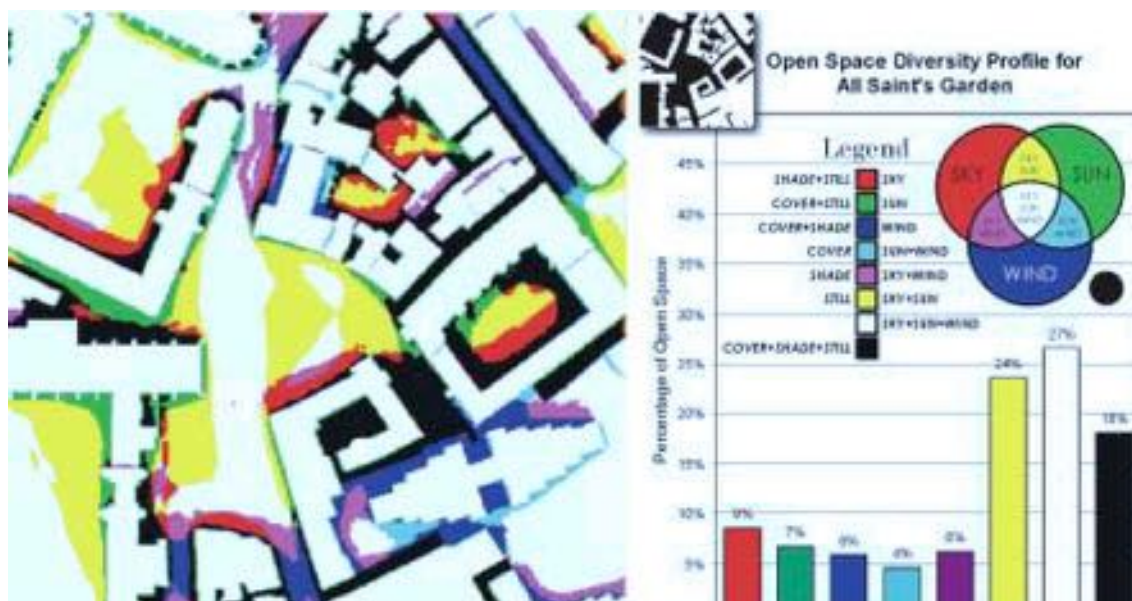 Open Space Diversity Profile for
All Saint's Garden
Legend
SHADE+STILL SKY
COVER+STILL SUN
COVER+SHADE WIND
COVER SUN+WIND
SHADE SKY+WIND
STILL SKY+SUN
SKY+SUN+WIND
COVER+SHADE+STILL
SKY
SUN
WIND
Percentage of Open Space
45%
40%
35%
30%
25%
20%
15%
10%
5%
9%
7%
6%
24%
27%
18%